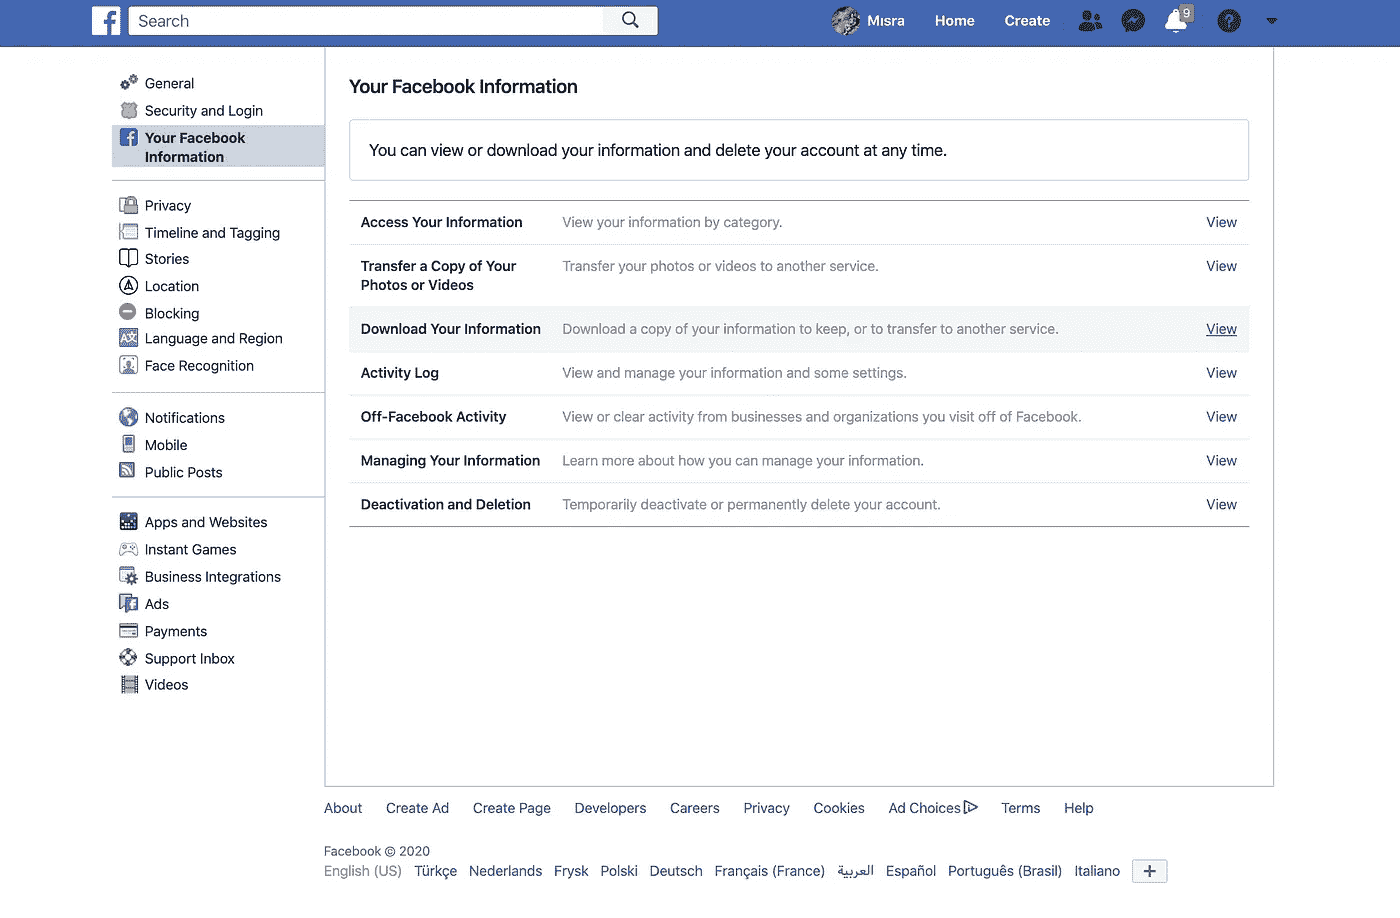 Search
Mısra
Home
Create
9
General
Security and Login
Your Facebook
Information
Privacy
Timeline and Tagging
Stories
Location
Blocking
Language and Region
Face Recognition
Notifications
Mobile
Public Posts
Apps and Websites
Instant Games
Business Integrations
Ads
Payments
Support Inbox
Videos
Your Facebook Information
You can view or download your information and delete your account at any time.
Access Your Information View your information by category. View
Transfer a Copy of Your Transfer your photos or videos to another service. View
Photos or Videos
Download Your Information Download a copy of your information to keep, or to transfer to another service. View
Activity Log View and manage your information and some settings. View
Off-Facebook Activity View or clear activity from businesses and organizations you visit off of Facebook. View
Managing Your Information Learn more about how you can manage your information. View
Deactivation and Deletion Temporarily deactivate or permanently delete your account. View
About Create Ad Create Page Developers Careers Privacy Cookies Ad Choices Terms Help
Facebook © 2020
English (US) Türkçe Nederlands Frysk Polski Deutsch Français (France) العربية Español Português (Brasil) Italiano +